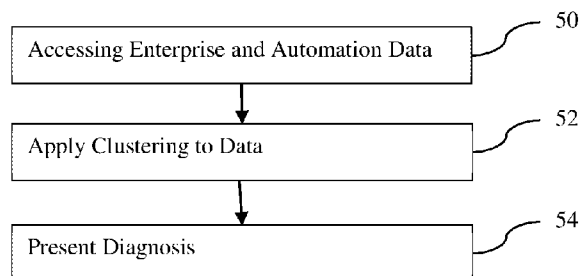 50
Accessing Enterprise and Automation Data
52
Apply Clustering to Data
54
Present Diagnosis